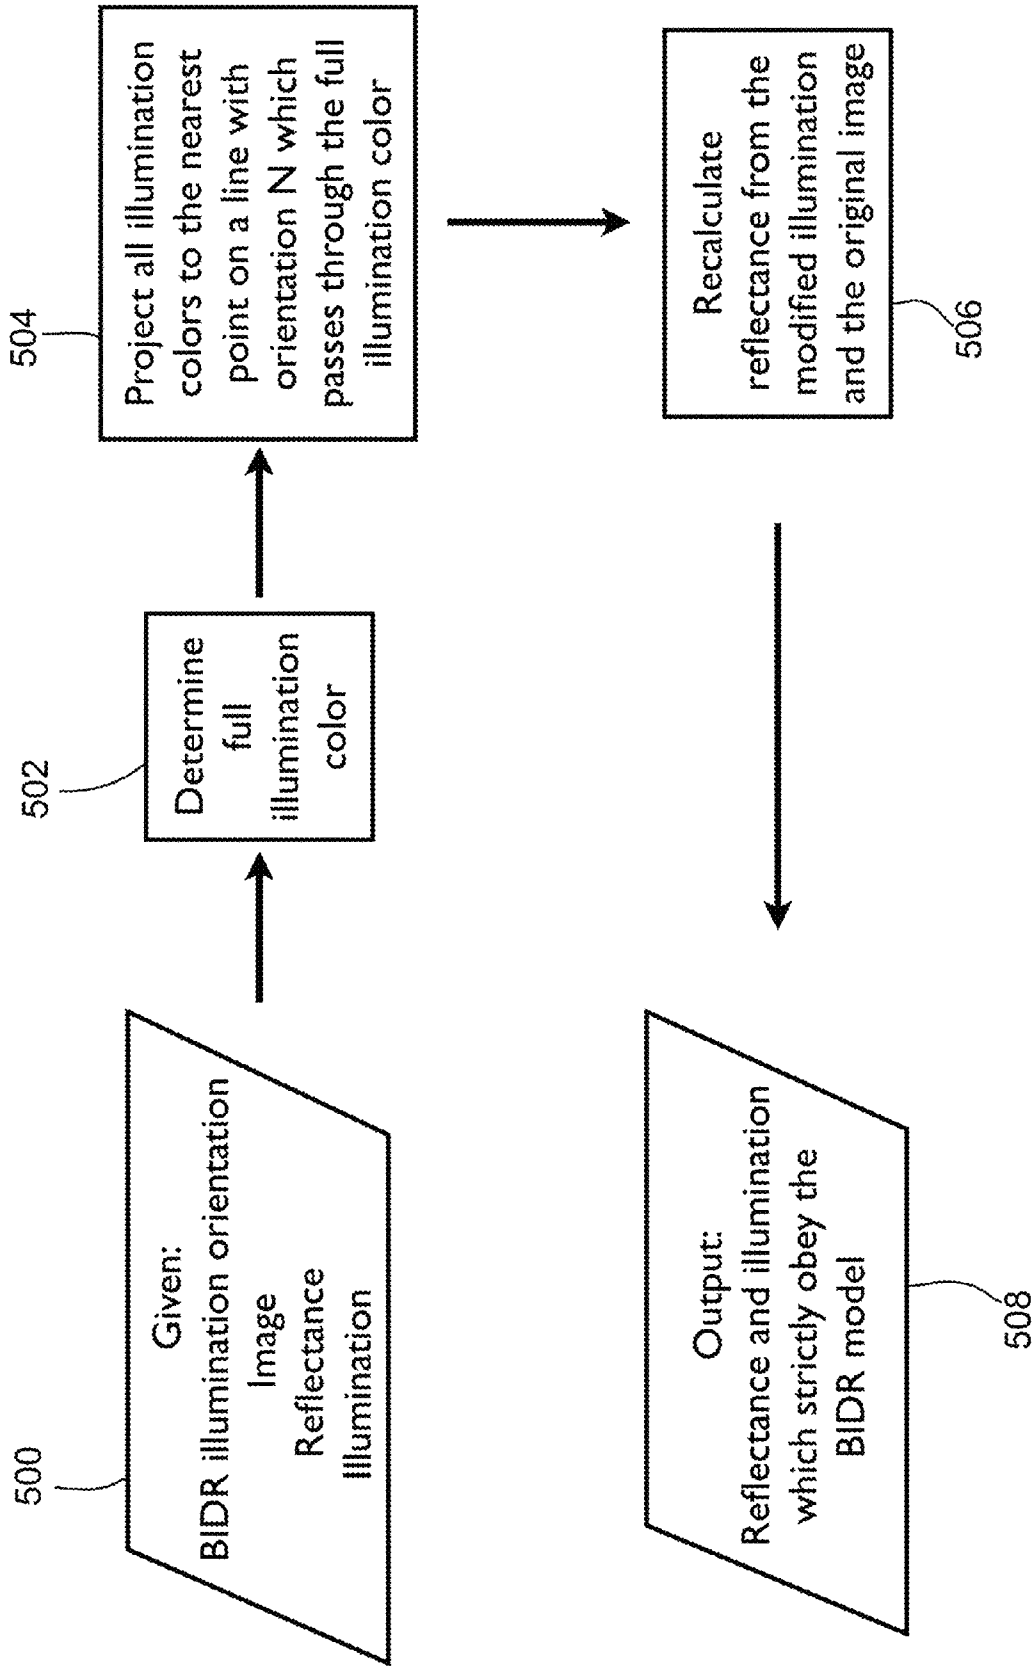 500
Given:
BIDR illumination orientation
Image
Reflectance
Illumination
502
Determine
full
illumination
color
504
Project all illumination
colors to the nearest
point on a line with
orientation N which
passes through the full
illumination color
Recalculate
reflectance from the
modified illumination
and the original image
506
Output:
Reflectance and illumination
which strictly obey the
BIDR model
508